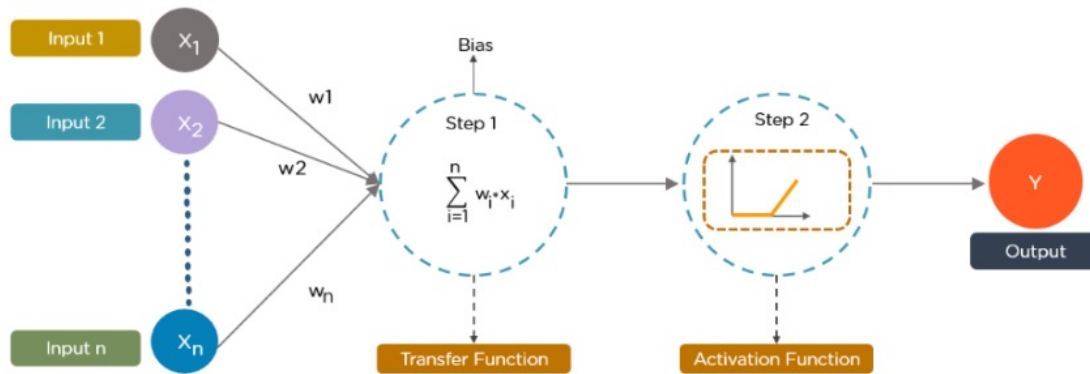 Input 1
X1
Input 2
X2
Input n
Xn
w1
w2
wn
Bias
Step 1
n
∑ wi*xi
i=1
Transfer Function
Step 2
Activation Function
Y
Output